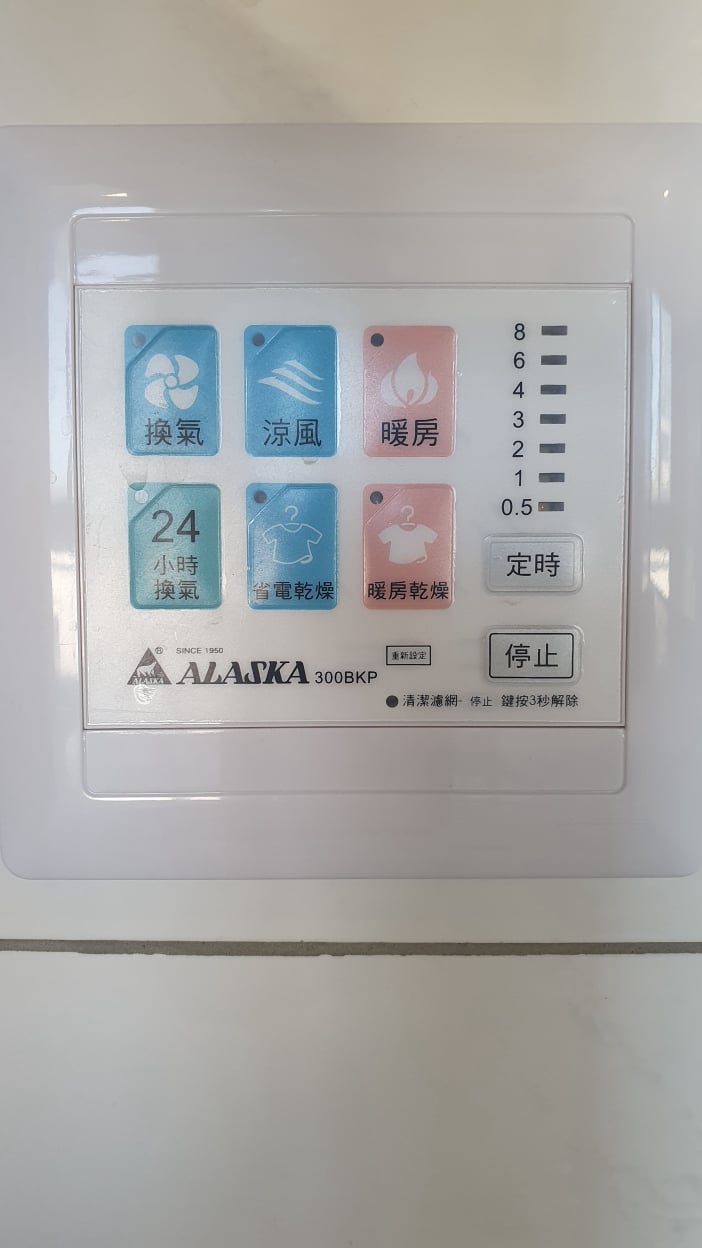 換氣
涼風
暖房
8
6
4
3
2
1
0.5
24
小時
換氣
省電乾燥
暖房乾燥
定時
停止
®
SINCE 1950
ALASKA
ALASKA 300BKP
重新設定
清潔濾網- 停止 鍵按3秒解除